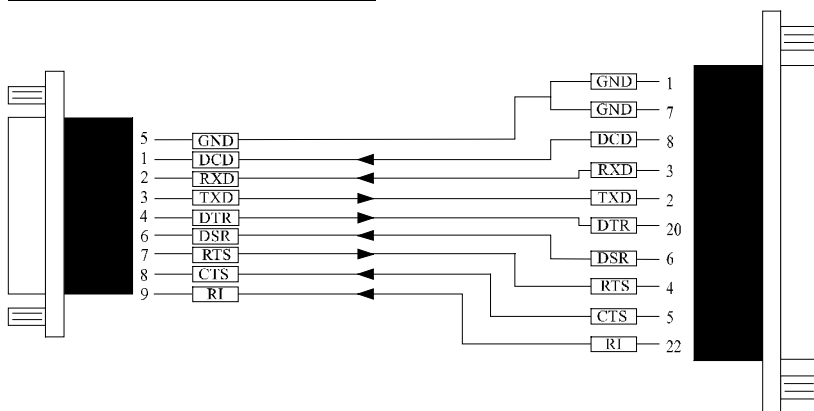 5 GND
1 DCD
2 RXD
3 TXD
4 DTR
6 DSR
7 RTS
8 CTS
9 RI
GND 1
GND 7
DCD 8
RXD 3
TXD 2
DTR 20
DSR 6
RTS 4
CTS 5
RI 22